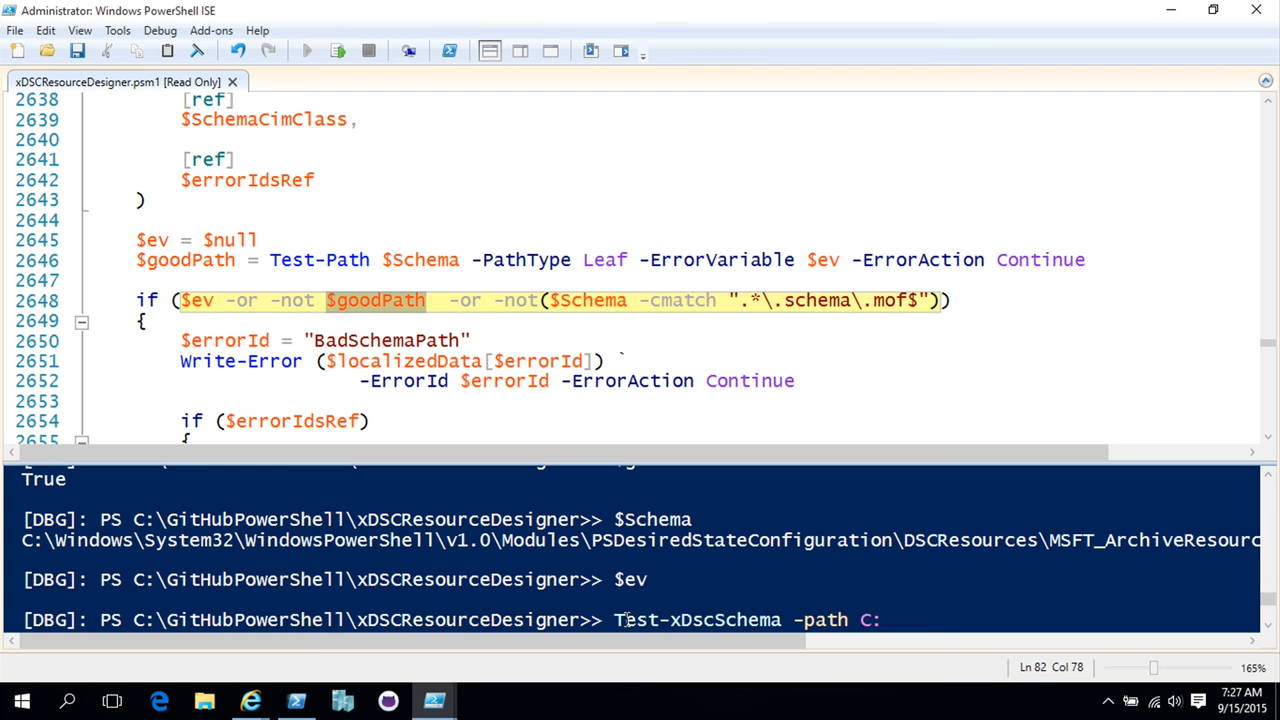 Administrator: Windows PowerShell ISE
File Edit View Tools Debug Add-ons Help
xDSCResourceDesigner.psm1 [Read Only]
2638 [ref]
2639 $SchemaCimClass,
2640
2641 [ref]
2642 $errorIdsRef
2643 )
2644
2645 $ev = $null
2646 $goodPath = Test-Path $Schema -PathType Leaf -ErrorVariable $ev -ErrorAction Continue
2647
2648 if ($ev -or -not $goodPath  -or -not($Schema -cmatch ".*\.schema\.mof$"))
2649 {
2650 $errorId = "BadSchemaPath"
2651 Write-Error ($localizedData[$errorId]) `
2652 -ErrorId $errorId -ErrorAction Continue
2653
2654 if ($errorIdsRef)
2655 {
True
[DBG]: PS C:\GitHubPowerShell\xDSCResourceDesigner>> $Schema
C:\Windows\System32\WindowsPowerShell\v1.0\Modules\PSDesiredStateConfiguration\DSCResources\MSFT_ArchiveResourc
[DBG]: PS C:\GitHubPowerShell\xDSCResourceDesigner>> $ev
[DBG]: PS C:\GitHubPowerShell\xDSCResourceDesigner>> Test-xDscSchema -path C:
Ln 82 Col 78 165%
7:27 AM
9/15/2015